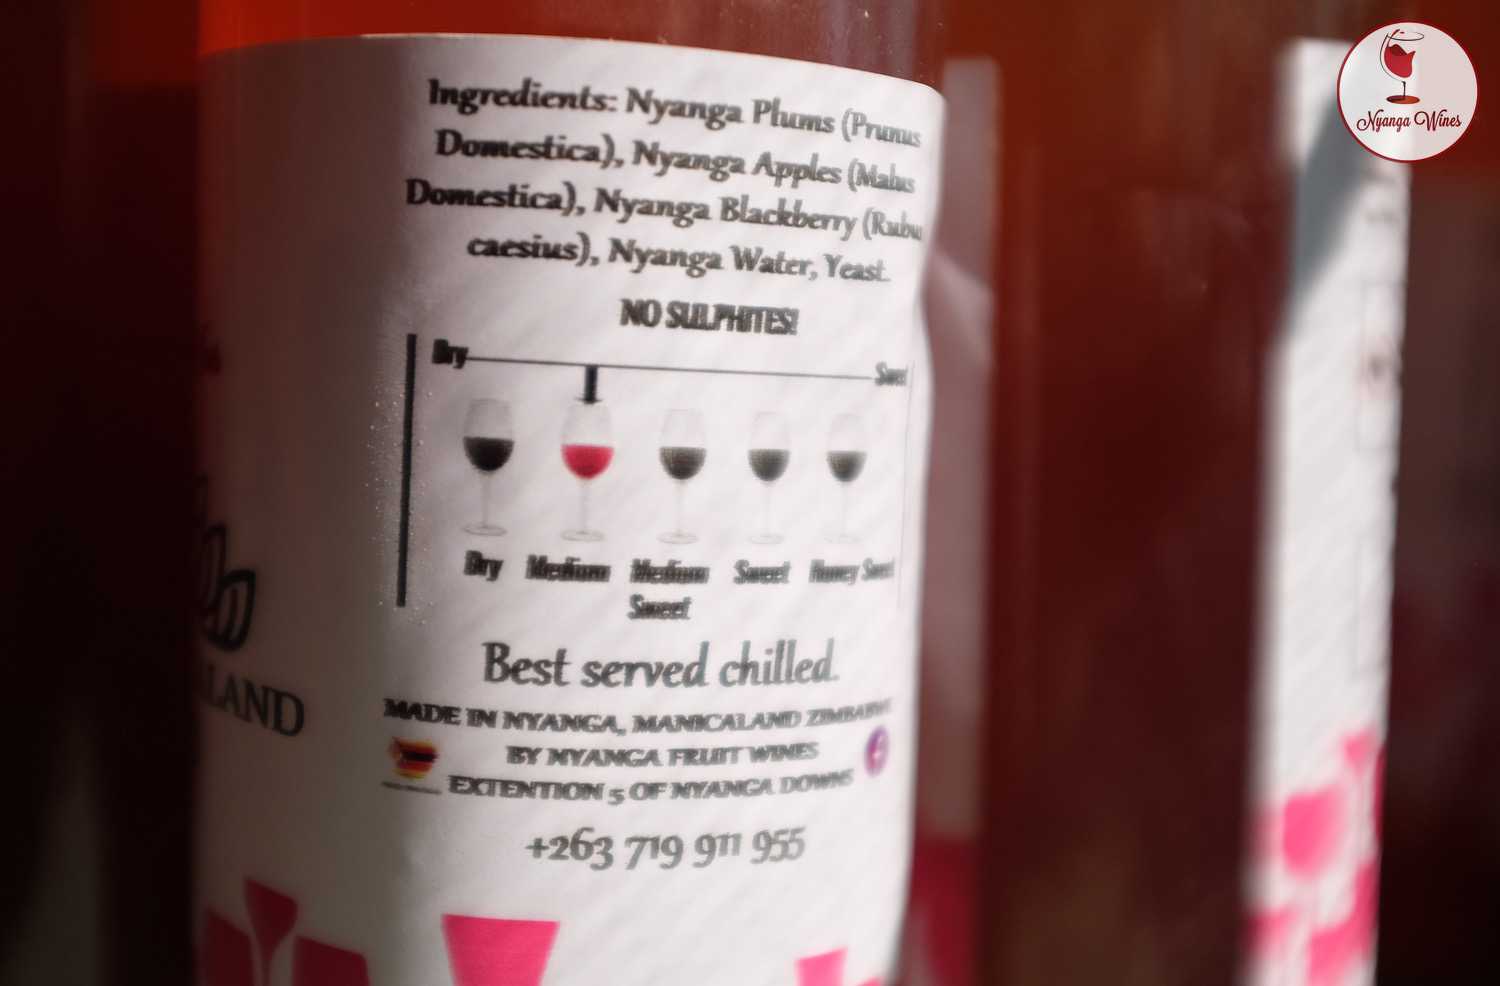 Nyanga Wines
Ingredients: Nyanga Plums (Prunus
Domestica), Nyanga Apples (Malus
Domestica), Nyanga Blackberry (Rubu
caesius), Nyanga Water, Yeast.
NO SULPHITES!
Dry
Sweet
Dry Medium Medium Sweet Honey Sweet
Sweet
Best served chilled.
MADE IN NYANGA, MANICALAND ZIMBABWE
BY NYANGA FRUIT WINES
EXTENTION 5 OF NYANGA DOWNS
+263 719 911 955
LAND